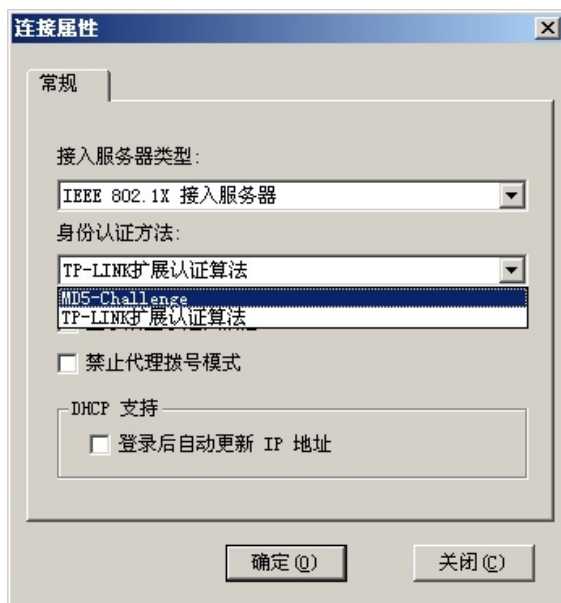 连接属性
常规
接入服务器类型:
IEEE 802.1X 接入服务器
身份认证方法:
TP-LINK扩展认证算法
MD5-Challenge
TP-LINK扩展认证算法
禁止代理拨号模式
DHCP 支持
登录后自动更新 IP 地址
确定(O)
关闭(C)